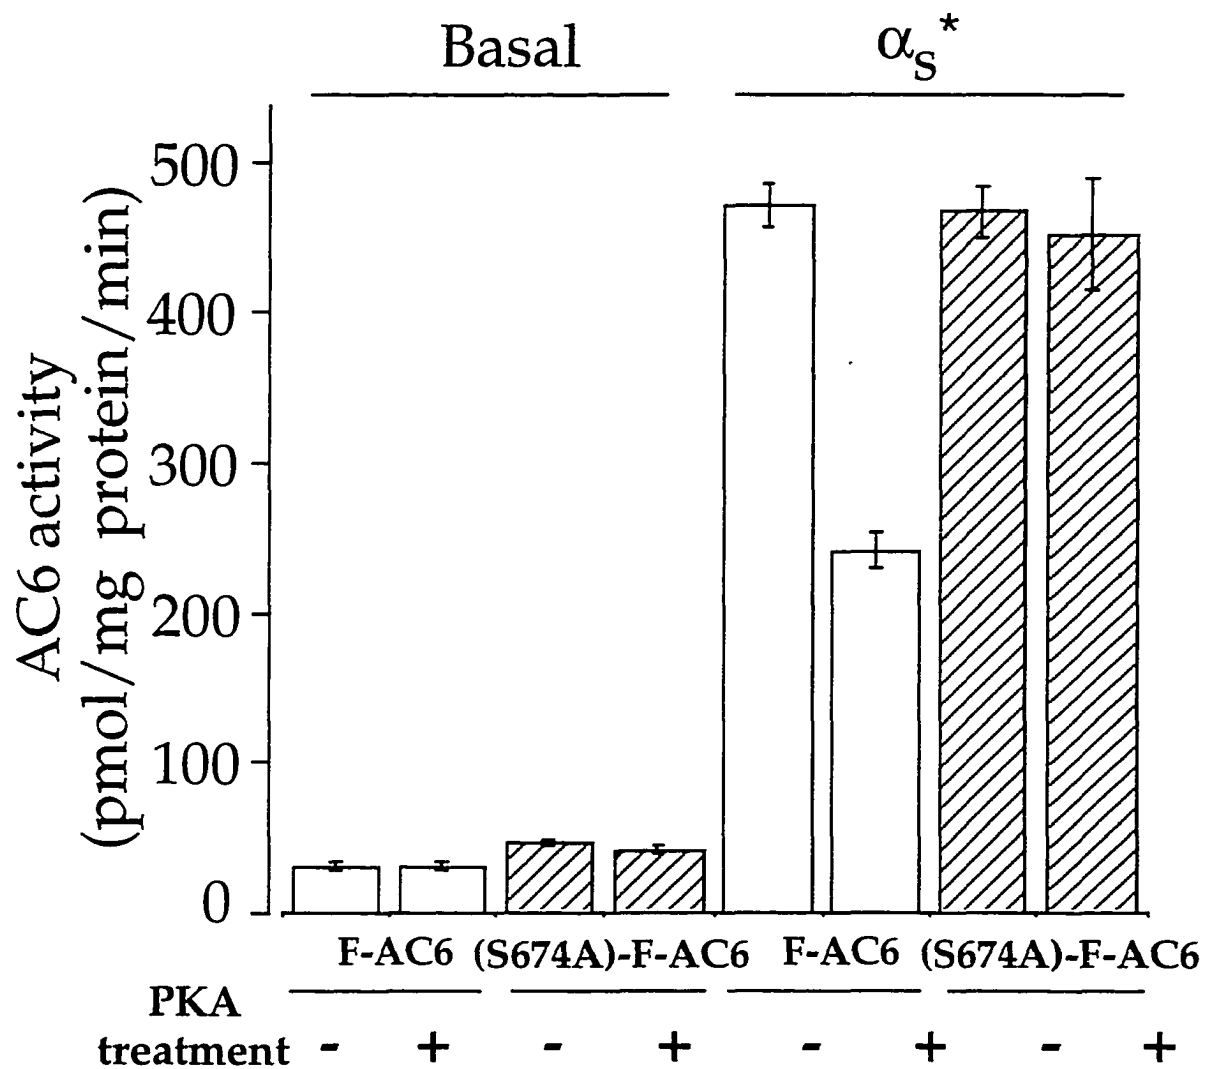 Basal αS*
500
400
300
200
100
0
AC6 activity
(pmol/mg protein/min)
F-AC6 (S674A)-F-AC6 F-AC6 (S674A)-F-AC6
PKA
treatment - + - + - + - +